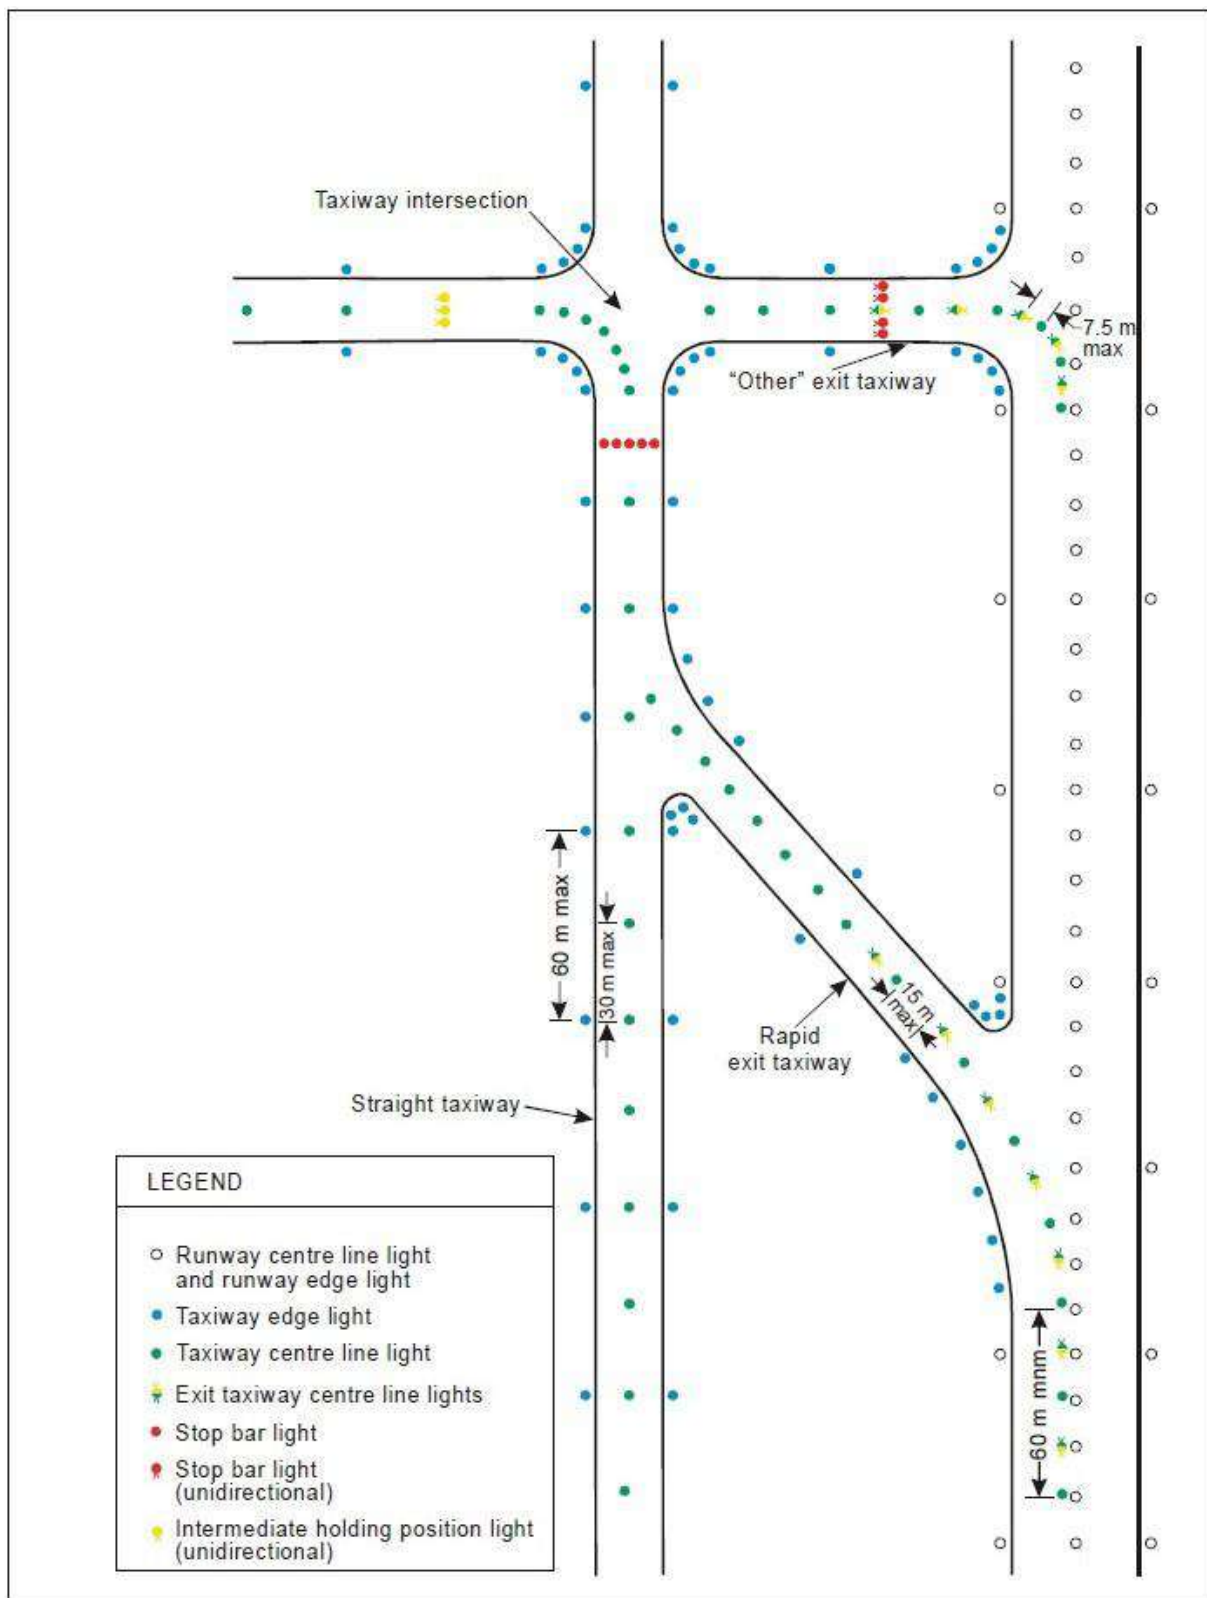 Taxiway intersection
7.5 m
max
“Other” exit taxiway
60 m max
30 m max
15 m
max
Rapid
exit taxiway
Straight taxiway
60 m mnm
LEGEND
Runway centre line light
and runway edge light
Taxiway edge light
Taxiway centre line light
Exit taxiway centre line lights
Stop bar light
Stop bar light
(unidirectional)
Intermediate holding position light
(unidirectional)